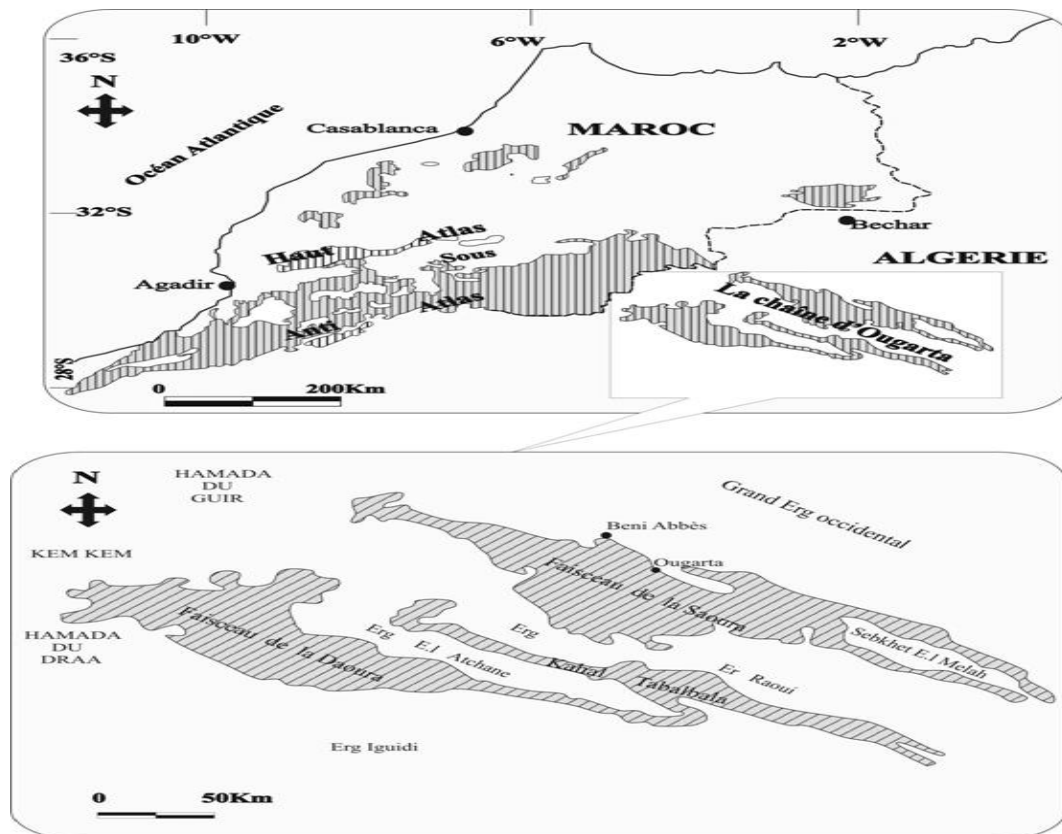 10°W 6°W 2°W
36°S
N
Océan Atlantique
Casablanca
MAROC
32°S
Bechar
ALGERIE
Haut Atlas
Sous
Agadir
Anti Atlas
La chaîne d'Ougarta
28°S
0 200Km
N
HAMADA
DU
GUIR
Grand Erg occidental
Beni Abbès
KEM KEM
Ougarta
Faisceau de la Saoura
HAMADA
DU
DRAA
Faisceau de la Daoura
Erg
E.l Atchane
Erg
Sebkhet E.l Melah
Kahal
Tabalbala
Er Raoui
Erg Iguidi
0 50Km